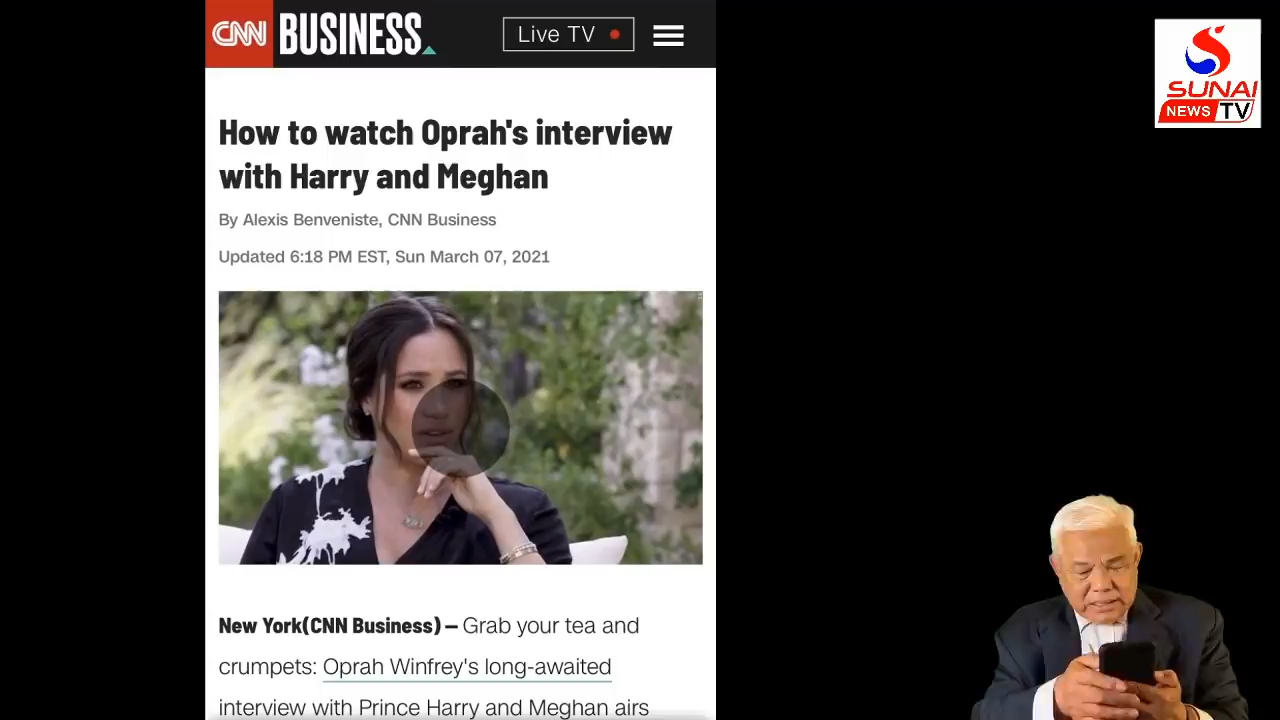 CNN BUSINESS
Live TV
SUNAI
NEWS TV
How to watch Oprah's interview
with Harry and Meghan
By Alexis Benveniste, CNN Business
Updated 6:18 PM EST, Sun March 07, 2021
New York(CNN Business) — Grab your tea and
crumpets: Oprah Winfrey's long-awaited
interview with Prince Harry and Meghan airs